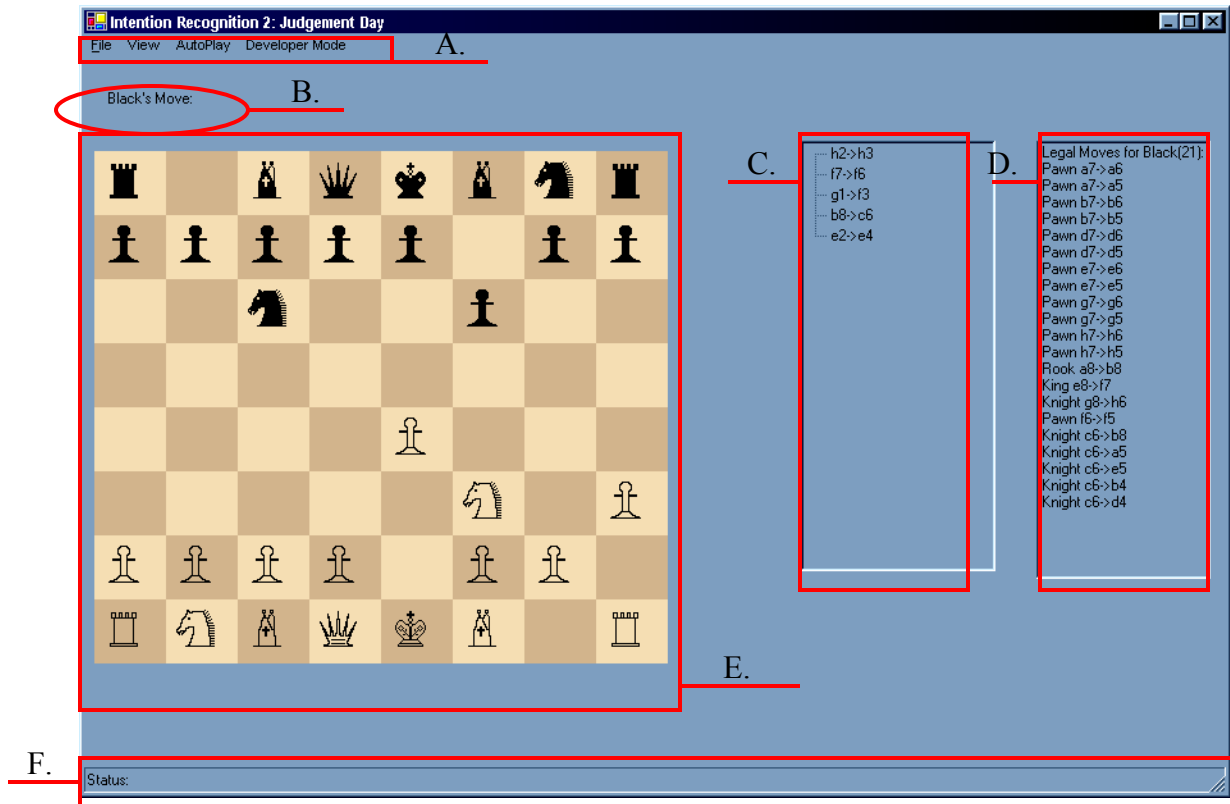 Intention Recognition 2: Judgement Day
File View AutoPlay Developer Mode
A.
Black's Move:
B.
C.
h2->h3
f7->f6
g1->f3
b8->c6
e2->e4
D.
Legal Moves for Black(21):
Pawn a7->a6
Pawn a7->a5
Pawn b7->b6
Pawn b7->b5
Pawn d7->d6
Pawn d7->d5
Pawn e7->e6
Pawn e7->e5
Pawn g7->g6
Pawn g7->g5
Pawn h7->h6
Pawn h7->h5
Rook a8->b8
King e8->f7
Knight g8->h6
Pawn f6->f5
Knight c6->b8
Knight c6->a5
Knight c6->e5
Knight c6->b4
Knight c6->d4
E.
F.
Status: